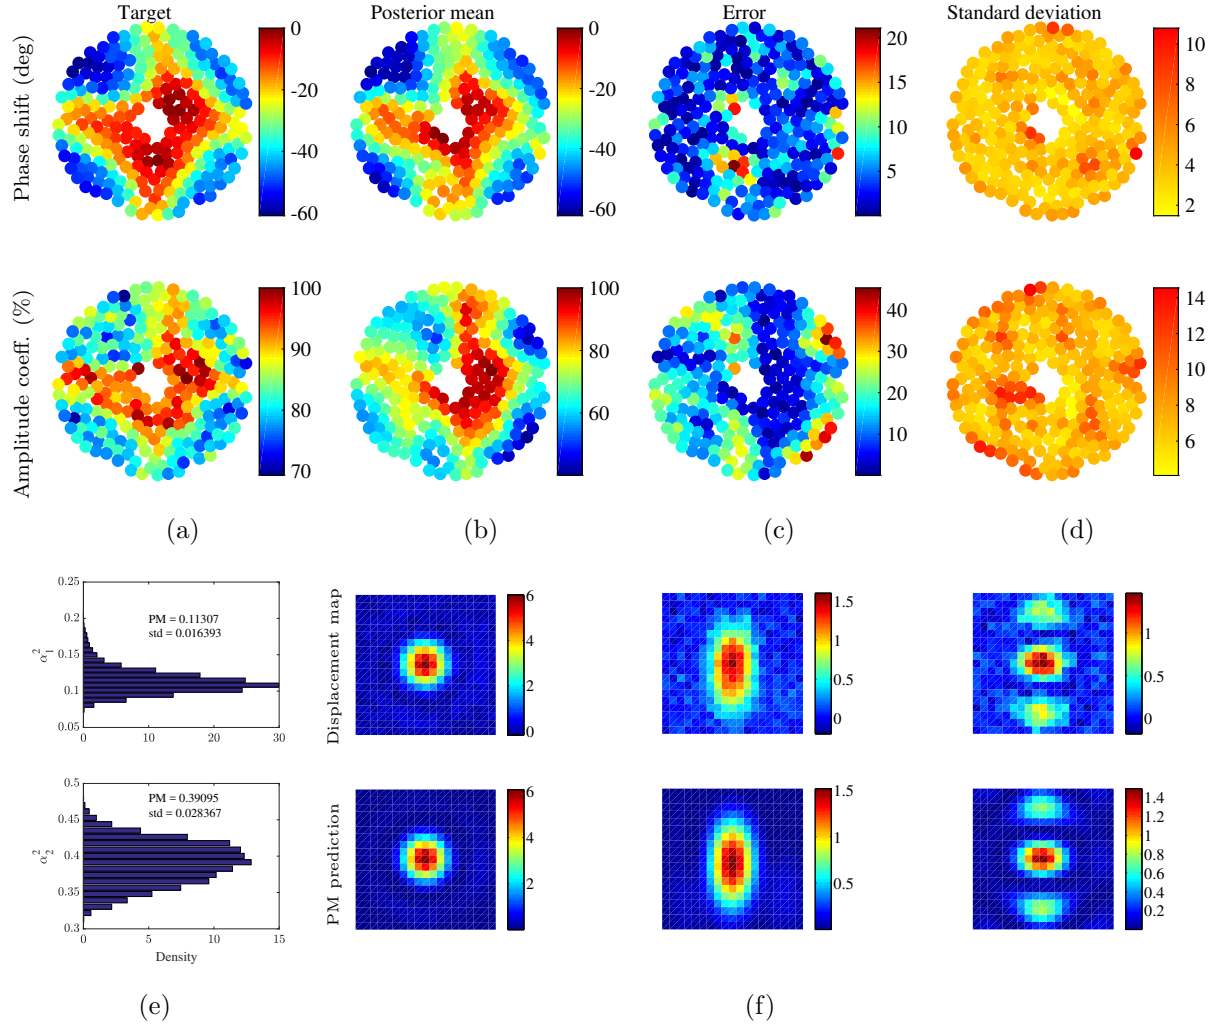 Target Posterior mean Error Standard deviation
Phase shift (deg)
0 -20 -40 -60
0 -20 -40 -60
20 15 10 5
10 8 6 4 2
Amplitude coeff. (%)
100 90 80 70
100 80 60
40 30 20 10
14 12 10 8 6
(a) (b) (c) (d)
0.25 0.2 0.15 0.1 0.05
α₁²
PM = 0.11307
std = 0.016393
0 10 20 30
Displacement map
6 4 2 0
1.5 1 0.5 0
1 0.5 0
0.5 0.45 0.4 0.35 0.3
α₂²
PM = 0.39095
std = 0.028367
0 5 10 15
Density
PM prediction
6 4 2
1.5 1 0.5
1.4 1.2 1 0.8 0.6 0.4 0.2
(e) (f)